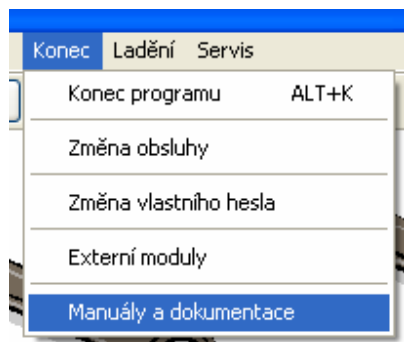 Konec Ladění Servis
Konec programu ALT+K
Změna obsluhy
Změna vlastního hesla
Externí moduly
Manuály a dokumentace